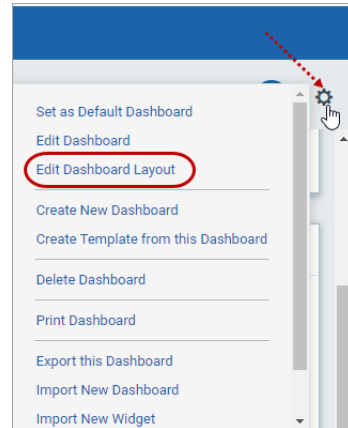 Set as Default Dashboard
Edit Dashboard
Edit Dashboard Layout
Create New Dashboard
Create Template from this Dashboard
Delete Dashboard
Print Dashboard
Export this Dashboard
Import New Dashboard
Import New Widget